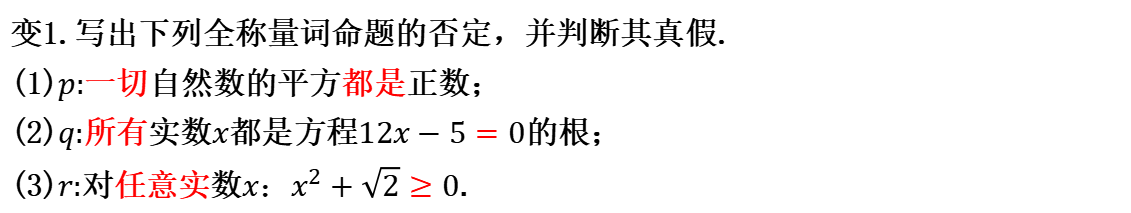 变1.写出下列全称量词命题的否定，并判断其真假.
(1)p:一切自然数的平方都是正数；
(2)q:所有实数x都是方程12x − 5 = 0的根；
(3)r:对任意实数x：x² + √2 ≥ 0.